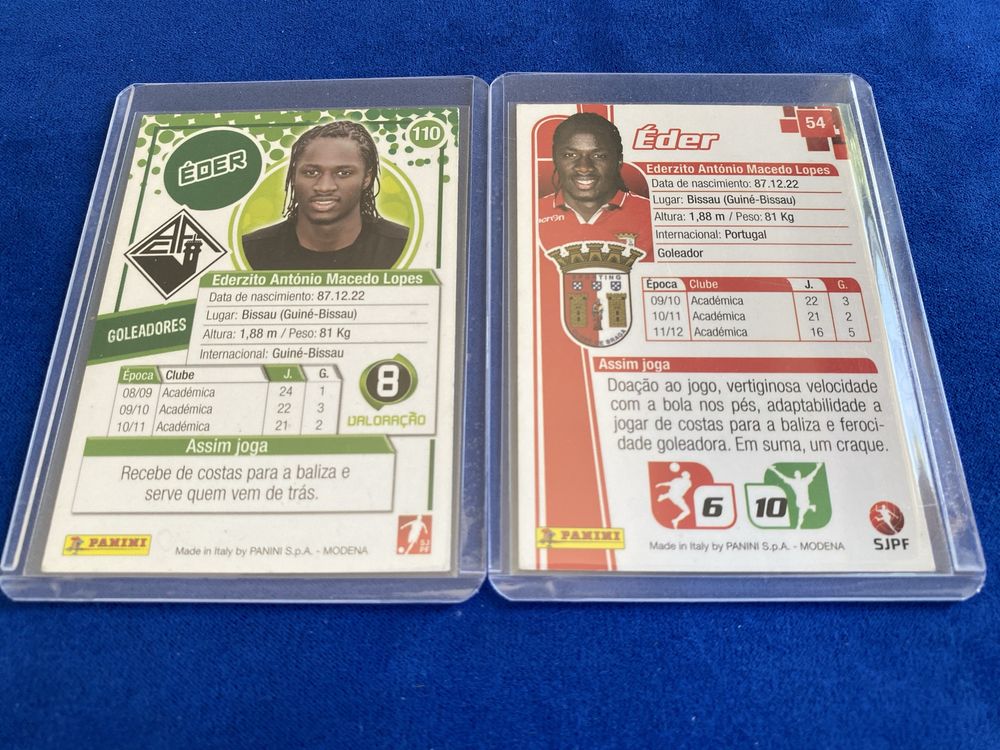 110
ÉDER
GOLEADORES
Ederzito António Macedo Lopes
Data de nascimiento: 87.12.22
Lugar: Bissau (Guiné-Bissau)
Altura: 1,88 m / Peso: 81 Kg
Internacional: Guiné-Bissau
Época Clube J. G.
08/09 Académica 24 1
09/10 Académica 22 3
10/11 Académica 21 2
8
VALORAÇÃO
Assim joga
Recebe de costas para a baliza e
serve quem vem de trás.
PANINI
Made in Italy by PANINI S.p.A. - MODENA
SJ
PF
54
Éder
Ederzito António Macedo Lopes
Data de nascimiento: 87.12.22
Lugar: Bissau (Guiné-Bissau)
Altura: 1,88 m / Peso: 81 Kg
Internacional: Portugal
Goleador
Época Clube J. G.
09/10 Académica 22 3
10/11 Académica 21 2
11/12 Académica 16 5
Assim joga
Doação ao jogo, vertiginosa velocidade
com a bola nos pés, adaptabilidade a
jogar de costas para a baliza e feroci-
dade goleadora. Em suma, um craque.
6 10
PANINI
Made in Italy by PANINI S.p.A. - MODENA
SJPF